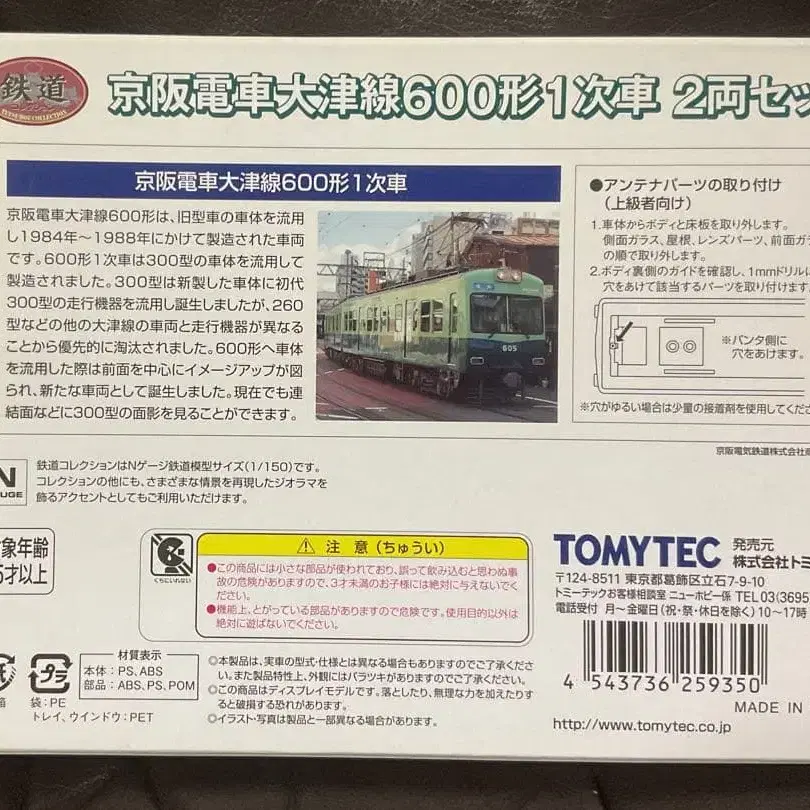 鉄道
TETSUDOU COLLECTION
京阪電車大津線600形1次車 2両セッ
京阪電車大津線600形1次車
京阪電車大津線600形は、旧型車の車体を流用
し1984年～1988年にかけて製造された車両
です。600形1次車は300型の車体を流用して
製造されました。300型は新製した車体に初代
300型の走行機器を流用し誕生しましたが、260
型などの他の大津線の車両と走行機器が異なる
ことから優先的に淘汰されました。600形へ車体
を流用した際は前面を中心にイメージアップが図
られ、新たな車両として誕生しました。現在でも連
結面などに300型の面影を見ることができます。
605
●アンテナパーツの取り付け
(上級者向け)
1.車体からボディと床板を取り外します。
側面ガラス、屋根、レンズパーツ、前面ガラ
の順で取り外します。
2.ボディ裏側のガイドを確認し、1mmドリルに
穴をあけて該当するパーツを取り付けます
※パンタ側に
穴をあけます。
※穴がゆるい場合は少量の接着剤を使用してくださ
京阪電気鉄道株式会社商
N
UGE
鉄道コレクションはNゲージ鉄道模型サイズ(1/150)です。
コレクションの他にも、さまざまな情景を再現したジオラマを
飾るアクセントとしてもご利用いただけます。
象年齢
5才以上
くちにいれない
注 意 (ちゅうい)
●この商品には小さな部品が使われており、誤って飲み込むと思わぬ事
故の危険がありますので、3才未満のお子様には絶対に与えないでく
ださい。
●機能上、とがっている部品がありますので危険です。使用目的以外は
絶対に遊ばないでください。
TOMYTEC 発売元
株式会社トミ
〒124-8511 東京都葛飾区立石7-9-10
トミーテックお客様相談室 ニューホビー係 TEL 03(3695)
電話受付 月～金曜日(祝・祭・休日を除く) 10～17時
4 543736 259350
MADE IN
http://www.tomytec.co.jp
箱
プラ
袋:PE
トレイ、ウインドウ:PET
材質表示
本体:PS、ABS
部品:ABS、PS、POM
◎本製品は、実車の型式・仕様とは異なる場合もありますのでご了承くださ
い。また製品特性上、外観にはバラツキがありますのでご了承ください。
◎この商品はディスプレイモデルです。落としたり、無理な力を加えたりす
ると破損する恐れがあります。
◎イラスト・写真は製品と一部異なる場合があります。